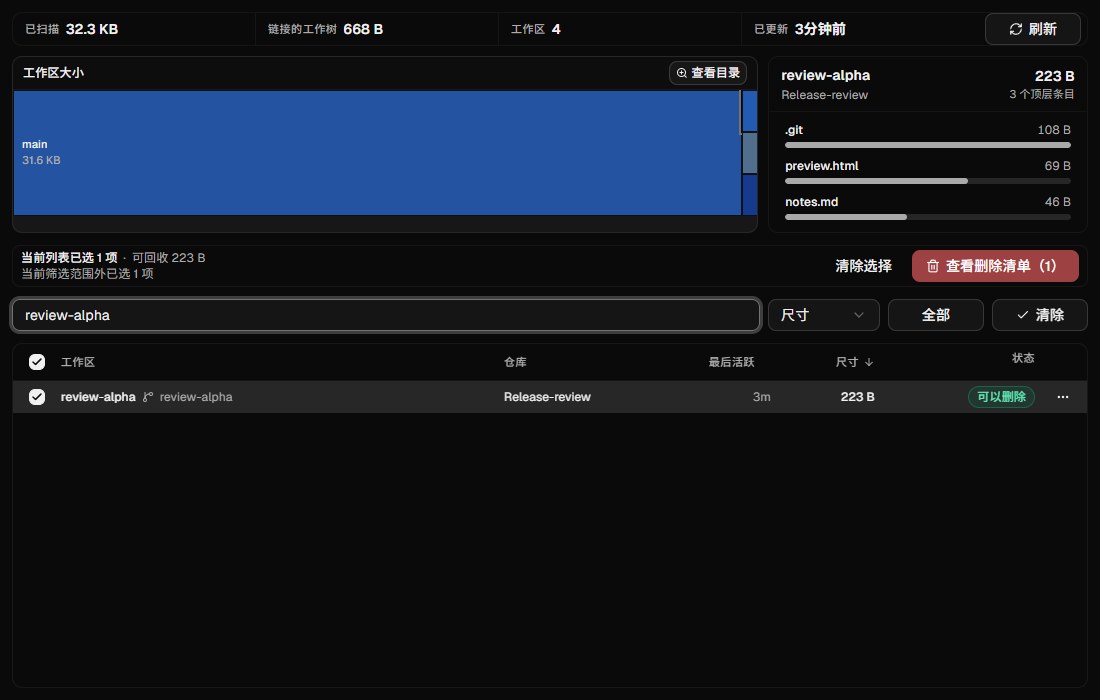 已扫描 32.3 KB
链接的工作树 668 B
工作区 4
已更新 3分钟前
刷新
工作区大小
查看目录
main
31.6 KB
review-alpha 223 B
Release-review 3 个顶层条目
.git 108 B
preview.html 69 B
notes.md 46 B
当前列表已选 1 项 · 可回收 223 B
当前筛选范围外已选 1 项
清除选择
查看删除清单（1）
review-alpha
尺寸
全部
清除
工作区 仓库 最后活跃 尺寸 ↓ 状态
review-alpha review-alpha Release-review 3m 223 B 可以删除 ···